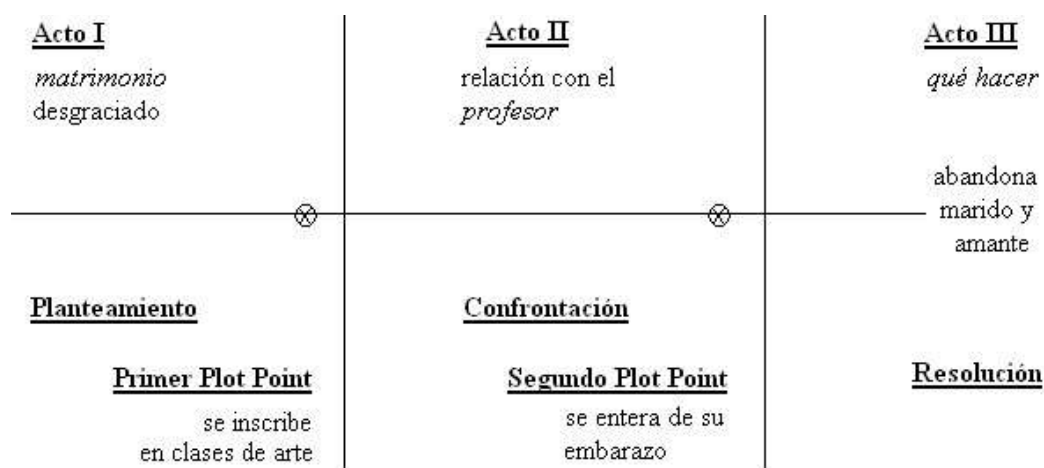 Acto I
matrimonio
desgraciado
Planteamiento
Primer Plot Point
se inscribe
en clases de arte
Acto II
relación con el
profesor
Confrontación
Segundo Plot Point
se entera de su
embarazo
Acto III
qué hacer
abandona
marido y
amante
Resolución